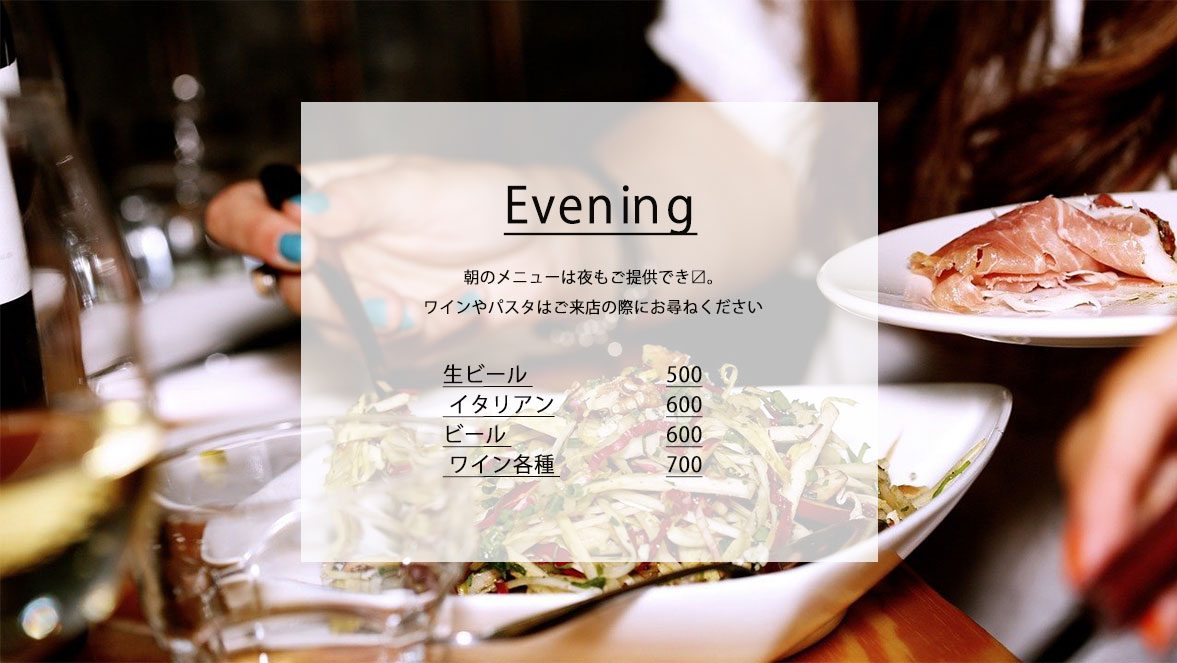 Evening
朝のメニューは夜もご提供でき〼。
ワインやパスタはご来店の際にお尋ねください
生ビール 500
イタリアン 600
ビール 600
ワイン各種 700